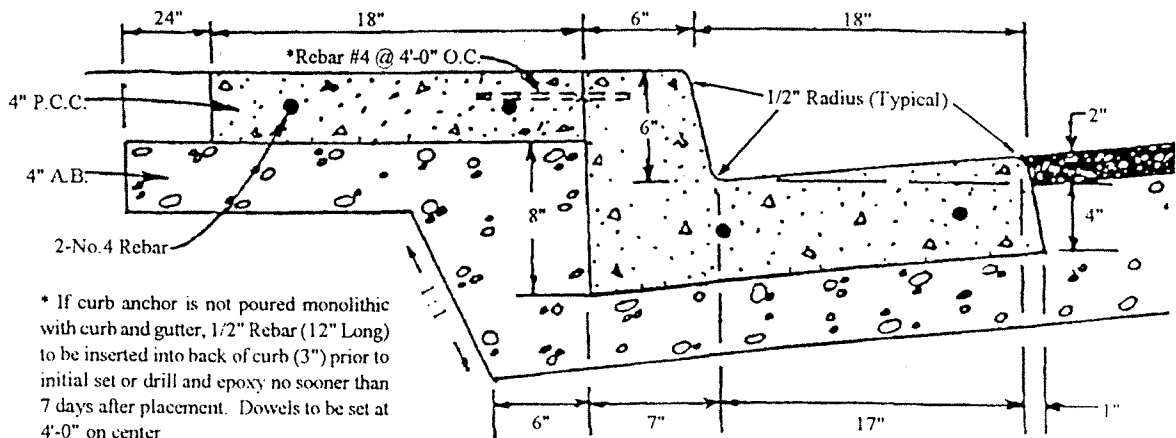 24" 18" 6" 18"
*Rebar #4 @ 4'-0" O.C.
4" P.C.C.
1/2" Radius (Typical)
6"
2"
4" A.B.
8"
4"
2-No.4 Rebar
1:1
* If curb anchor is not poured monolithic
with curb and gutter, 1/2" Rebar (12" Long)
to be inserted into back of curb (3") prior to
initial set or drill and epoxy no sooner than
7 days after placement. Dowels to be set at
4'-0" on center
6" 7" 17" 1"